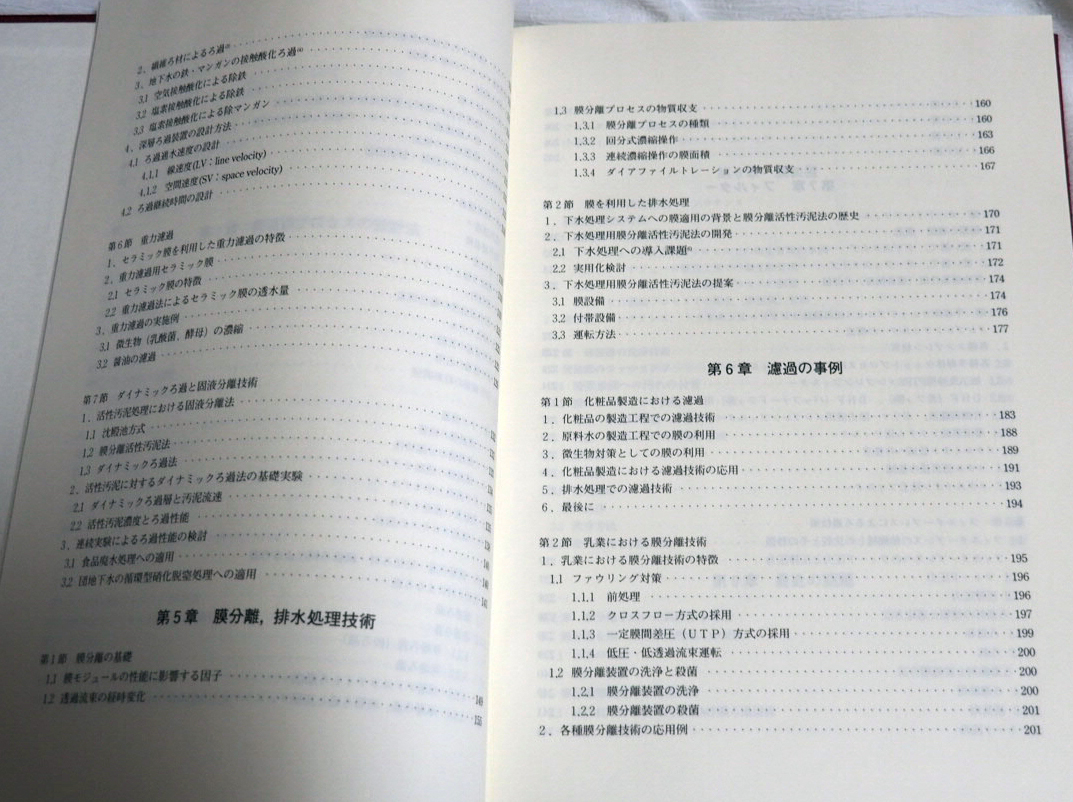 2．繊維ろ材によるろ過⁽³⁾
3．地下水の鉄・マンガンの接触酸化ろ過⁽⁴⁾
3.1 空気接触酸化による除鉄
3.2 塩素接触酸化による除鉄
3.3 塩素接触酸化による除マンガン
4．深層ろ過装置の設計方法
4.1 ろ過通水速度の設計
4.1.1 線速度(LV；line velocity)
4.1.2 空間速度(SV；space velocity)
4.2 ろ過継続時間の設計
第6節 重力濾過
1．セラミック膜を利用した重力濾過の特徴
2．重力濾過用セラミック膜
2.1 セラミック膜の特徴
2.2 重力濾過法によるセラミック膜の透水量
3．重力濾過の実施例
3.1 微生物（乳酸菌，酵母）の濃縮
3.2 醤油の濾過
第7節 ダイナミックろ過と固液分離技術
1．活性汚泥処理における固液分離法
1.1 沈殿池方式
1.2 膜分離活性汚泥法
1.3 ダイナミックろ過法
2．活性汚泥に対するダイナミックろ過法の基礎実験
2.1 ダイナミックろ過層と汚泥流速
2.2 活性汚泥濃度とろ過性能
3．連続実験によるろ過性能の検討
3.1 食品廃水処理への適用
3.2 団地下水の循環型硝化脱窒処理への適用
第5章 膜分離，排水処理技術
第1節 膜分離の基礎
1.1 膜モジュールの性能に影響する因子 149
1.2 透過流束の経時変化
1.3 膜分離プロセスの物質収支 160
1.3.1 膜分離プロセスの種類 160
1.3.2 回分式濃縮操作 163
1.3.3 連続濃縮操作の膜面積 166
1.3.4 ダイアファイルトレーションの物質収支 167
第2節 膜を利用した排水処理
1．下水処理システムへの膜適用の背景と膜分離活性汚泥法の歴史 170
2．下水処理用膜分離活性汚泥法の開発 171
2.1 下水処理への導入課題 171
2.2 実用化検討 172
3．下水処理用膜分離活性汚泥法の提案 174
3.1 膜設備 174
3.2 付帯設備 176
3.3 運転方法 177
第6章 濾過の事例
第1節 化粧品製造における濾過
1．化粧品の製造工程での濾過技術 183
2．原料水の製造工程での膜の利用 188
3．微生物対策としての膜の利用 189
4．化粧品製造における濾過技術の応用 191
5．排水処理での濾過技術 193
6．最後に 194
第2節 乳業における膜分離技術
1．乳業における膜分離技術の特徴 195
1.1 ファウリング対策 196
1.1.1 前処理 196
1.1.2 クロスフロー方式の採用 197
1.1.3 一定膜間差圧（UTP）方式の採用 199
1.1.4 低圧・低透過流束運転 200
1.2 膜分離装置の洗浄と殺菌 200
1.2.1 膜分離装置の洗浄 200
1.2.2 膜分離装置の殺菌 201
2．各種膜分離技術の応用例 201